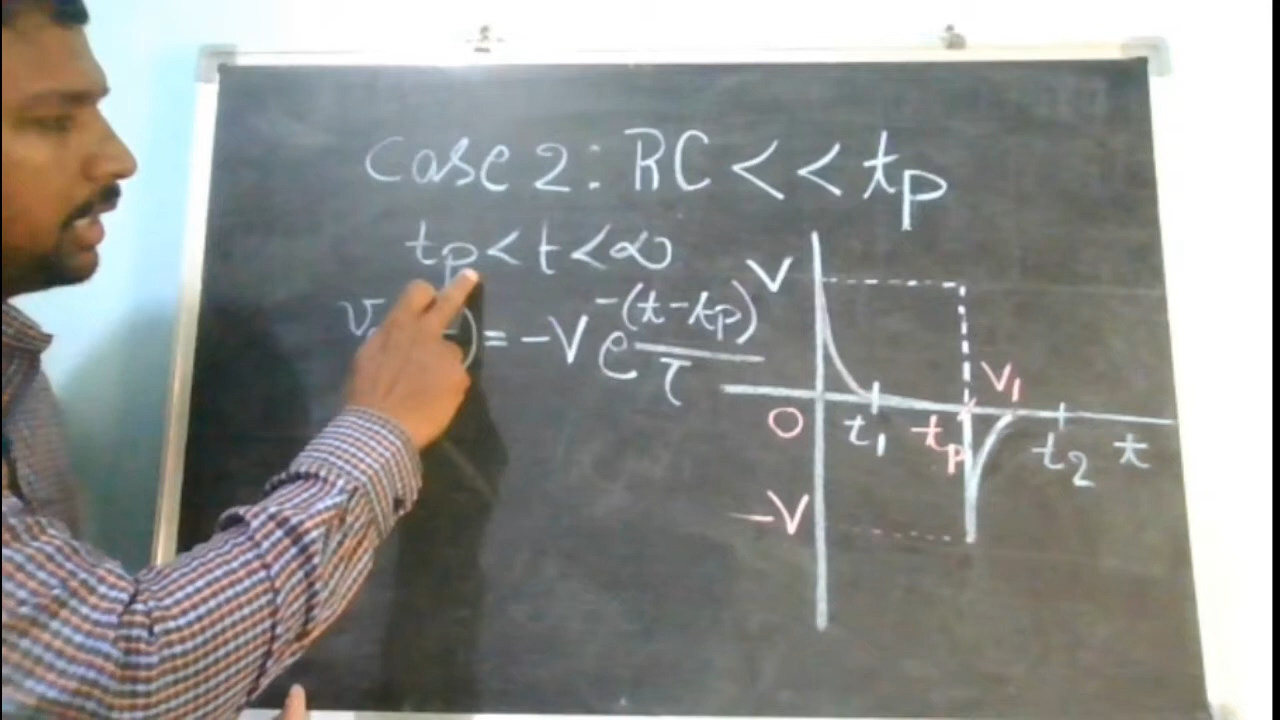 case 2: RC << tp
tp < t < ∞
) = -V e -(t-tp)
τ
V
V1
0 t1 tp t2 t
-V